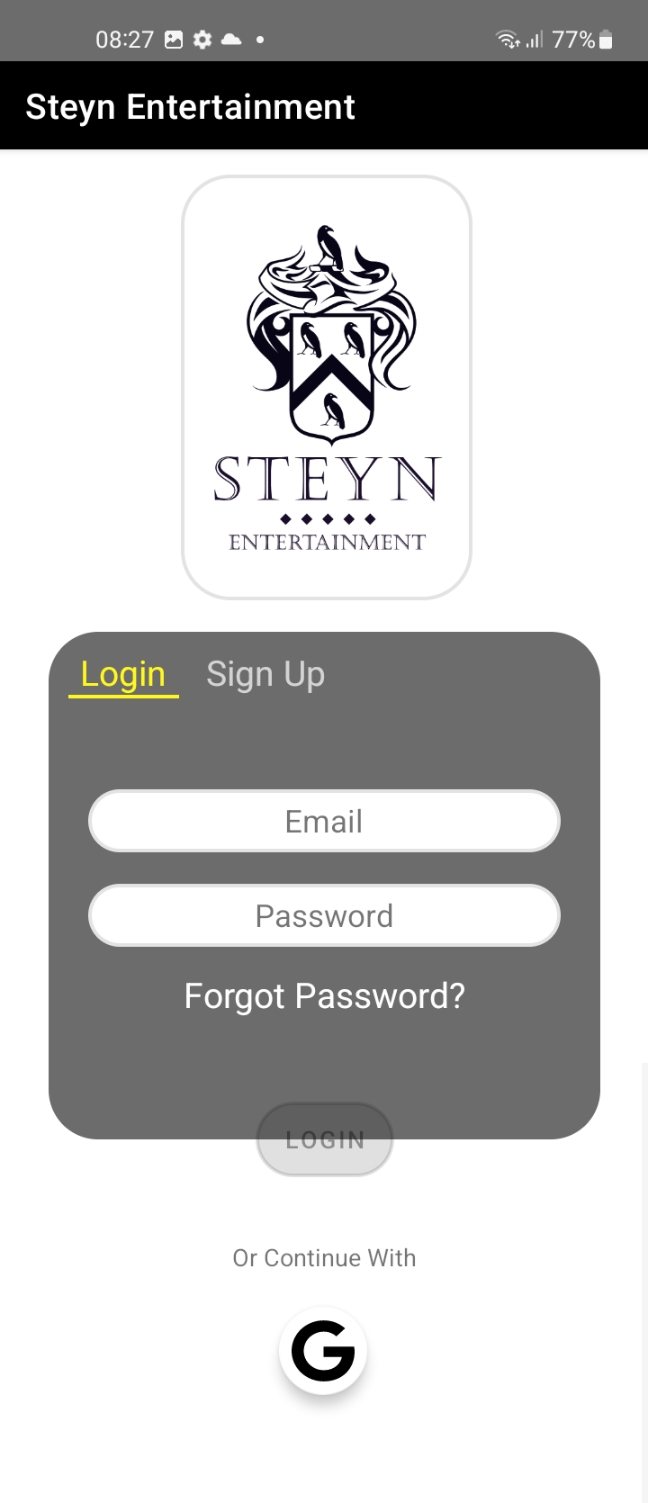 08:27 77%
Steyn Entertainment
STEYN
ENTERTAINMENT
Login Sign Up
Email
Password
Forgot Password?
LOGIN
Or Continue With
G